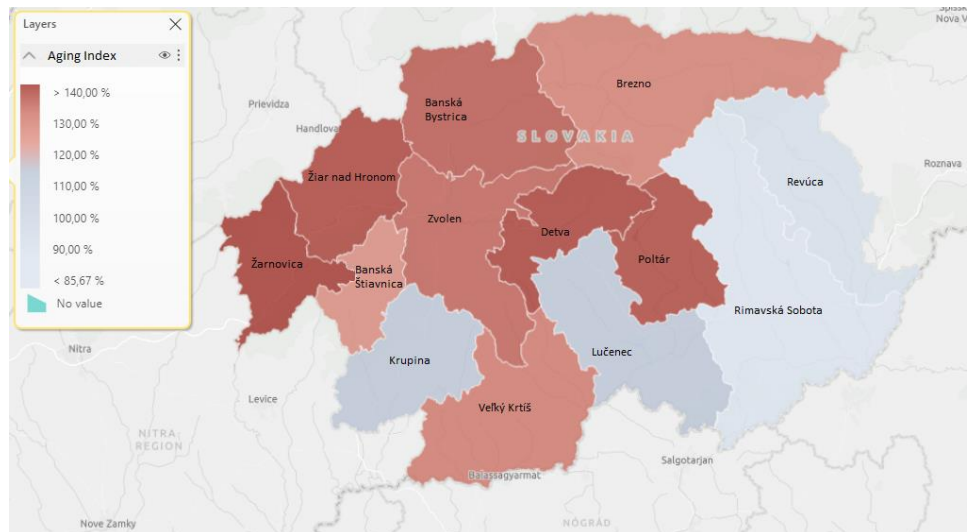 Layers
Aging Index
> 140,00 %
130,00 %
120,00 %
110,00 %
100,00 %
90,00 %
< 85,67 %
No value
Nova V
Prievidza
Handlova
Banská
Bystrica
Brezno
SLOVAKIA
Roznava
Žiar nad Hronom
Revúca
Zvolen
Detva
Poltár
Žarnovica
Banská
Štiavnica
Rimavská Sobota
Nitra
Krupina
Lučenec
Levice
Veľký Krtíš
NITRA
REGION
Salgotarjan
Balassagyarmat
Nove Zamky
NÓGRÁD